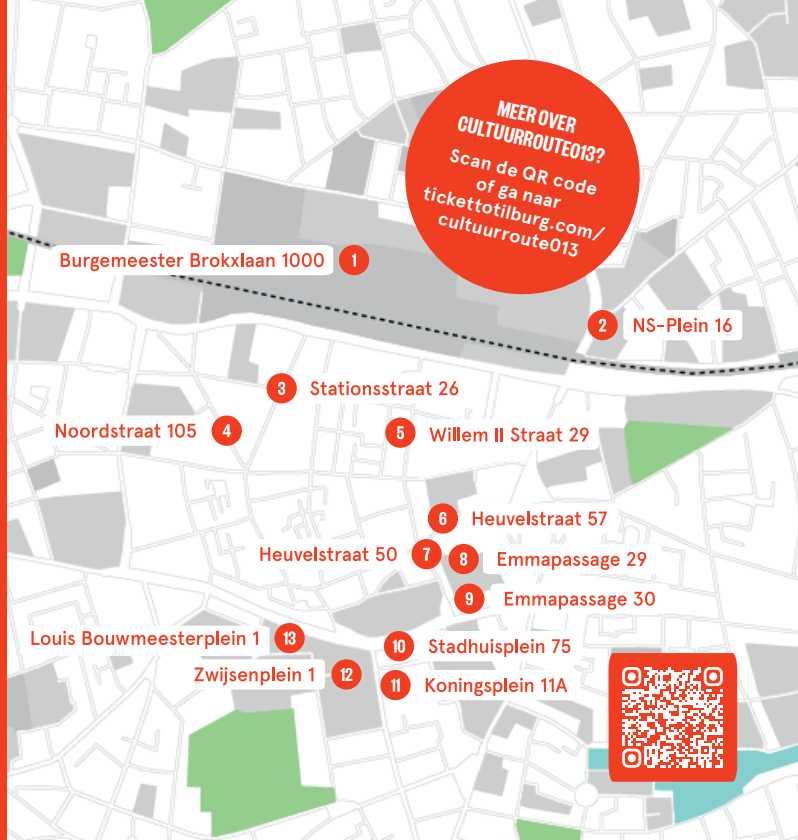 MEER OVER
CULTUURROUTE013?
Scan de QR code
of ga naar
tickettotilburg.com/
cultuurroute013
Burgemeester Brokxlaan 1000 1
2 NS-Plein 16
3 Stationsstraat 26
Noordstraat 105 4
5 Willem II Straat 29
6 Heuvelstraat 57
Heuvelstraat 50 7
8 Emmapassage 29
9 Emmapassage 30
Louis Bouwmeesterplein 1 13
10 Stadhuisplein 75
Zwijsenplein 1 12
11 Koningsplein 11A